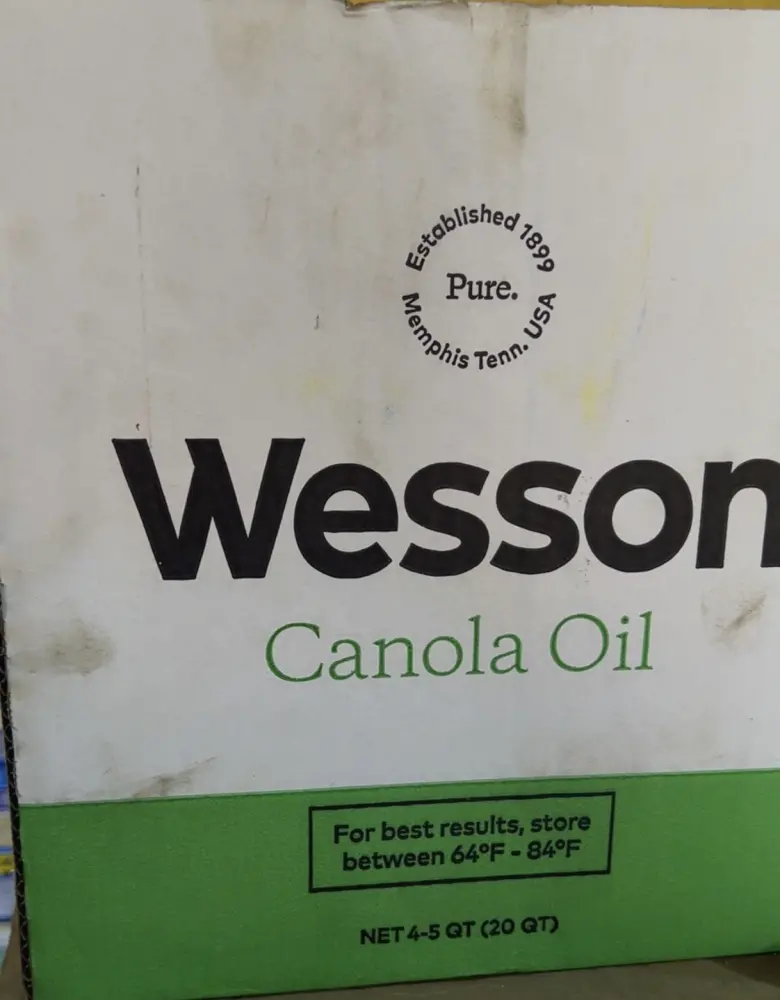 Established 1899
Pure.
Memphis Tenn. USA
Wesson
Canola Oil
For best results, store
between 64°F - 84°F
NET 4-5 QT (20 QT)